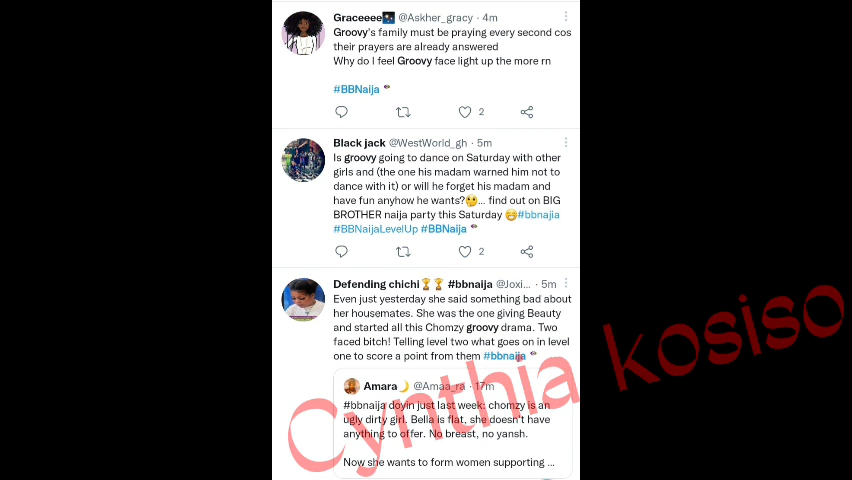 Graceeee @Askher_gracy · 4m
Groovy's family must be praying every second cos
their prayers are already answered
Why do I feel Groovy face light up the more rn
#BBNaija
2
Black jack @WestWorld_gh · 5m
Is groovy going to dance on Saturday with other
girls and (the one his madam warned him not to
dance with it) or will he forget his madam and
have fun anyhow he wants?🤔... find out on BIG
BROTHER naija party this Saturday 😁#bbnajia
#BBNaijaLevelUp #BBNaija
2
Defending chichi🏆🏆 #bbnaija @Joxi... · 5m
Even just yesterday she said something bad about
her housemates. She was the one giving Beauty
and started all this Chomzy groovy drama. Two
faced bitch! Telling level two what goes on in level
one to score a point from them #bbnaija
Amara🌙 @Amaa_ra · 17m
#bbnaija doyin just last week: chomzy is an
ugly dirty girl. Bella is flat, she doesn't have
anything to offer. No breast, no yansh.
Now she wants to form women supporting ...
Cynthia kosiso